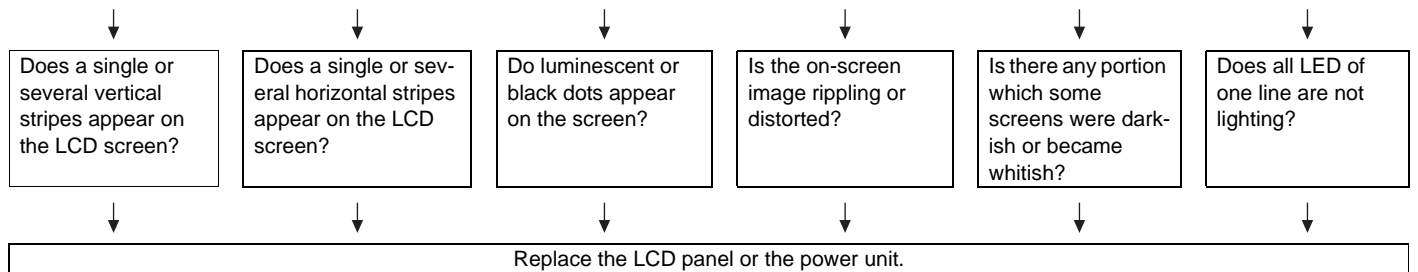 Does a single or
several vertical
stripes appear on
the LCD screen?
Does a single or sev-
eral horizontal stripes
appear on the LCD
screen?
Do luminescent or
black dots appear
on the screen?
Is the on-screen
image rippling or
distorted?
Is there any portion
which some
screens were dark-
ish or became
whitish?
Does all LED of
one line are not
lighting?
Replace the LCD panel or the power unit.